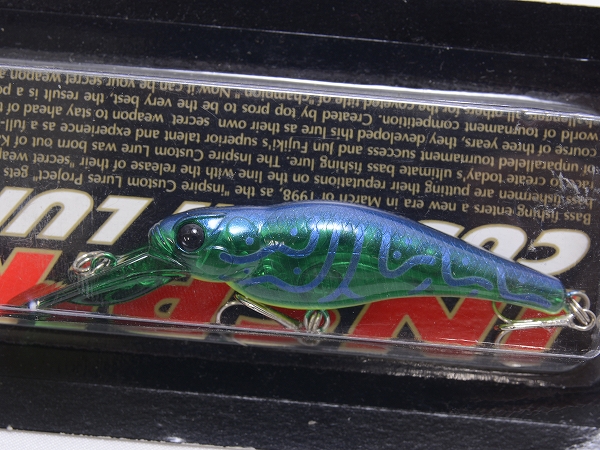 Bass fishing enters a new era in March of 1998, as the "Inspire Custom Lures Project" gets
fishermen putting their reputations on the line with the release of their "secret weap
to create today's ultimate bass fishing lure. The Inspire Custom Lure was born out of K
of unparalleled tournament success and Jun Fujiki's superior talent and experience as a full-
course of three years, they developed this lure as their own secret weapon to stay ahead of t
world of tournament competition. Created by top pros to be the very best, the result is a po
all for the coveted title of "champion." Now it can be your secret weapon a